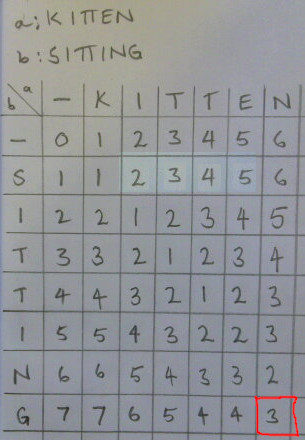 a: KITTEN
b: SITTING
b a – K I T T E N
– 0 1 2 3 4 5 6
S 1 1 2 3 4 5 6
I 2 2 1 2 3 4 5
T 3 3 2 1 2 3 4
T 4 4 3 2 1 2 3
I 5 5 4 3 2 2 3
N 6 6 5 4 3 3 2
G 7 7 6 5 4 4 3